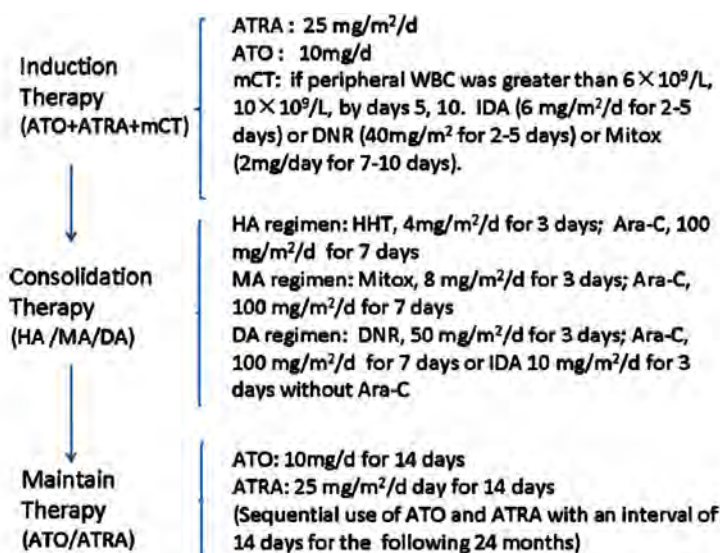 Induction
Therapy
(ATO+ATRA+mCT)
ATRA : 25 mg/m²/d
ATO : 10mg/d
mCT: if peripheral WBC was greater than 6×10⁹/L,
10×10⁹/L, by days 5, 10. IDA (6 mg/m²/d for 2-5
days) or DNR (40mg/m² for 2-5 days) or Mitox
(2mg/day for 7-10 days).
Consolidation
Therapy
(HA /MA/DA)
HA regimen: HHT, 4mg/m²/d for 3 days; Ara-C, 100
mg/m²/d for 7 days
MA regimen: Mitox, 8 mg/m²/d for 3 days; Ara-C,
100 mg/m²/d for 7 days
DA regimen: DNR, 50 mg/m²/d for 3 days; Ara-C,
100 mg/m²/d for 7 days or IDA 10 mg/m²/d for 3
days without Ara-C
Maintain
Therapy
(ATO/ATRA)
ATO: 10mg/d for 14 days
ATRA: 25 mg/m²/d day for 14 days
(Sequential use of ATO and ATRA with an interval of
14 days for the following 24 months)